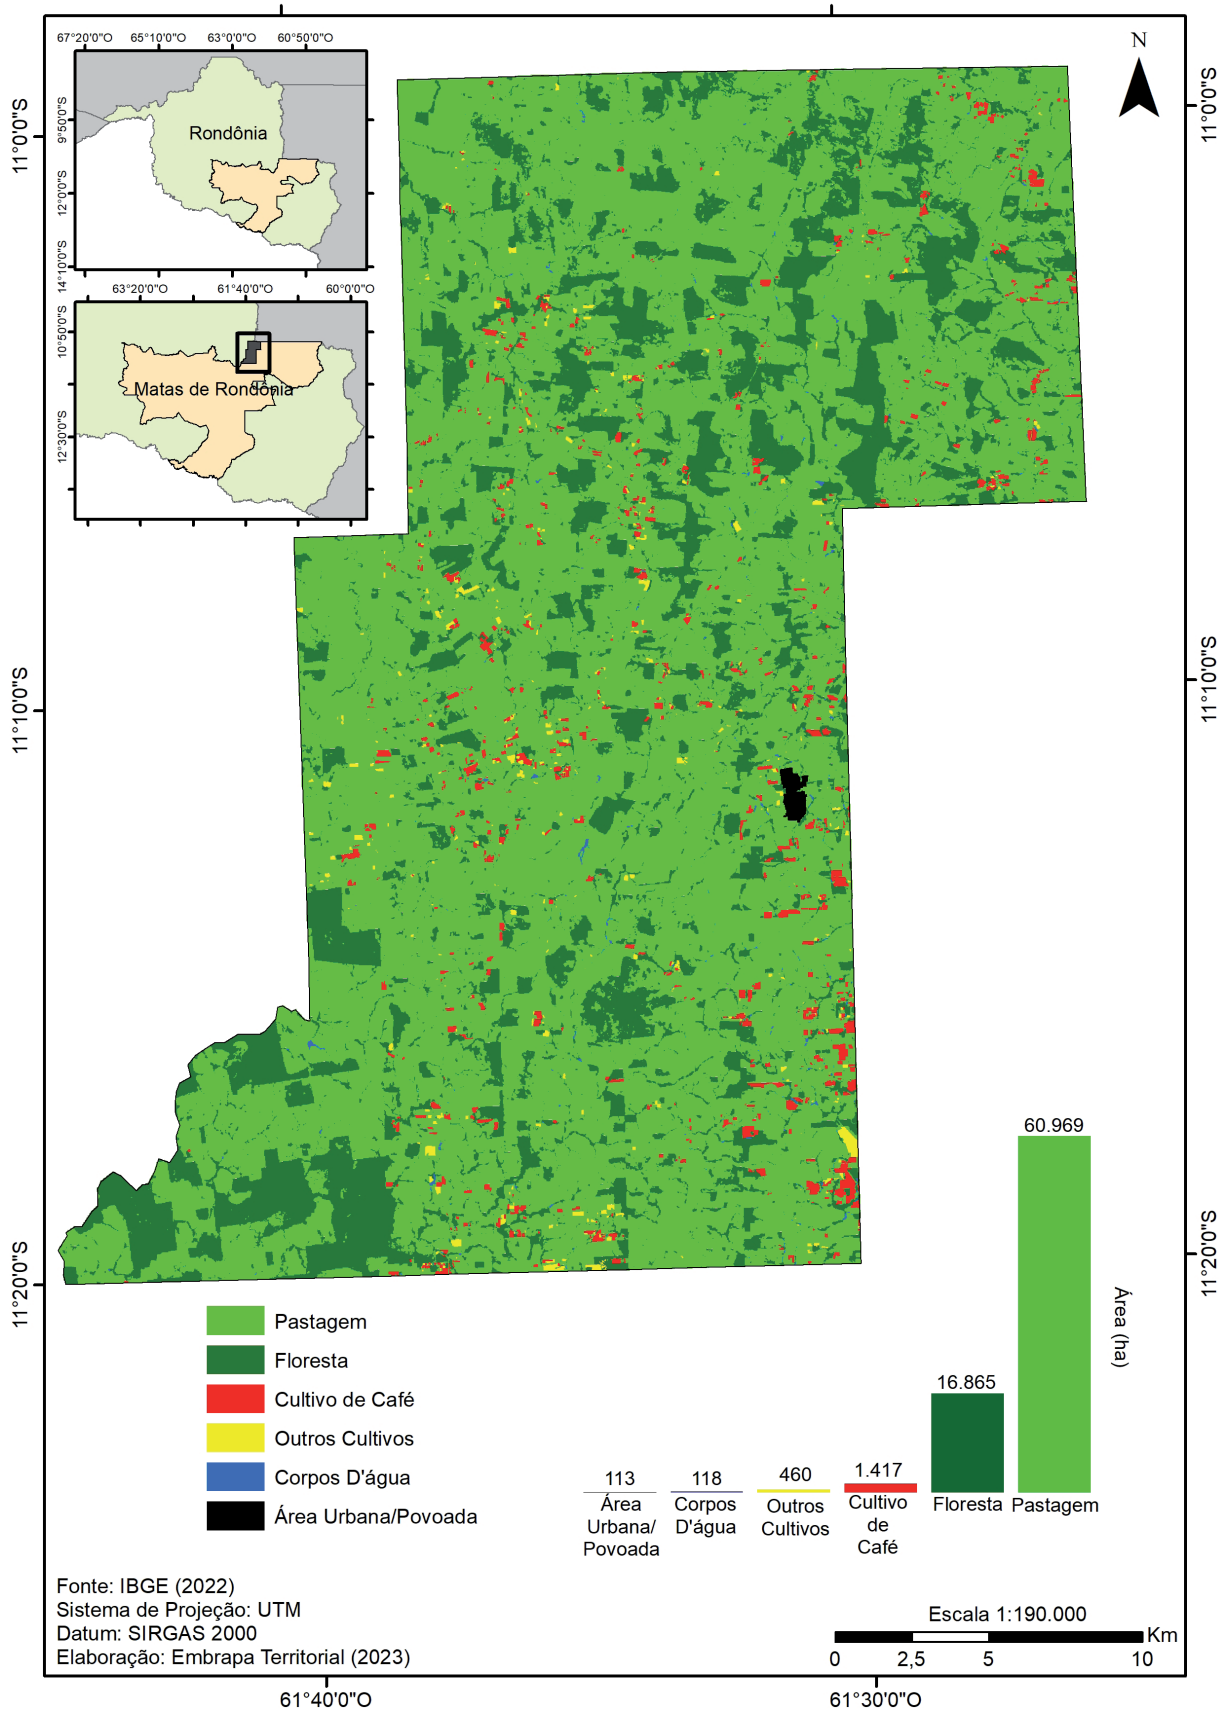 67°20'0"O 65°10'0"O 63°0'0"O 60°50'0"O
9°50'0"S
12°0'0"S
14°10'0"S
Rondônia
63°20'0"O 61°40'0"O 60°0'0"O
10°50'0"S
12°30'0"S
Matas de Rondônia
N
11°0'0"S
11°0'0"S
11°10'0"S
11°10'0"S
11°20'0"S
11°20'0"S
Pastagem
Floresta
Cultivo de Café
Outros Cultivos
Corpos D'água
Área Urbana/Povoada
60.969
16.865
1.417
460
118
113
Área (ha)
Área
Urbana/
Povoada
Corpos
D'água
Outros
Cultivos
Cultivo
de
Café
Floresta
Pastagem
Fonte: IBGE (2022)
Sistema de Projeção: UTM
Datum: SIRGAS 2000
Elaboração: Embrapa Territorial (2023)
Escala 1:190.000
Km
0 2,5 5 10
61°40'0"O 61°30'0"O